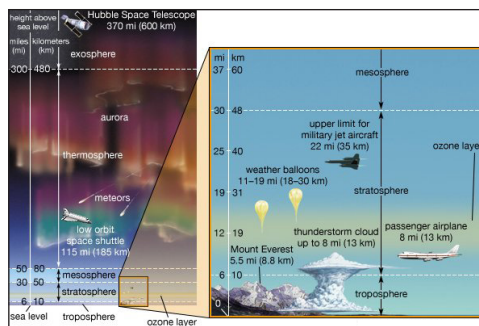 height above
sea level
miles
(mi)
kilometers
(km)
Hubble Space Telescope
370 mi (600 km)
exosphere
300
480
aurora
thermosphere
meteors
low orbit
space shuttle
115 mi (185 km)
50
80
mesosphere
30
50
stratosphere
6
10
sea level
troposphere
ozone layer
mi
km
37
60
mesosphere
30
48
upper limit for
military jet aircraft
22 mi (35 km)
ozone layer
25
40
weather balloons
11–19 mi (18–30 km)
stratosphere
19
31
thunderstorm cloud
up to 8 mi (13 km)
passenger airplane
8 mi (13 km)
12
19
Mount Everest
5.5 mi (8.8 km)
6
10
troposphere
0